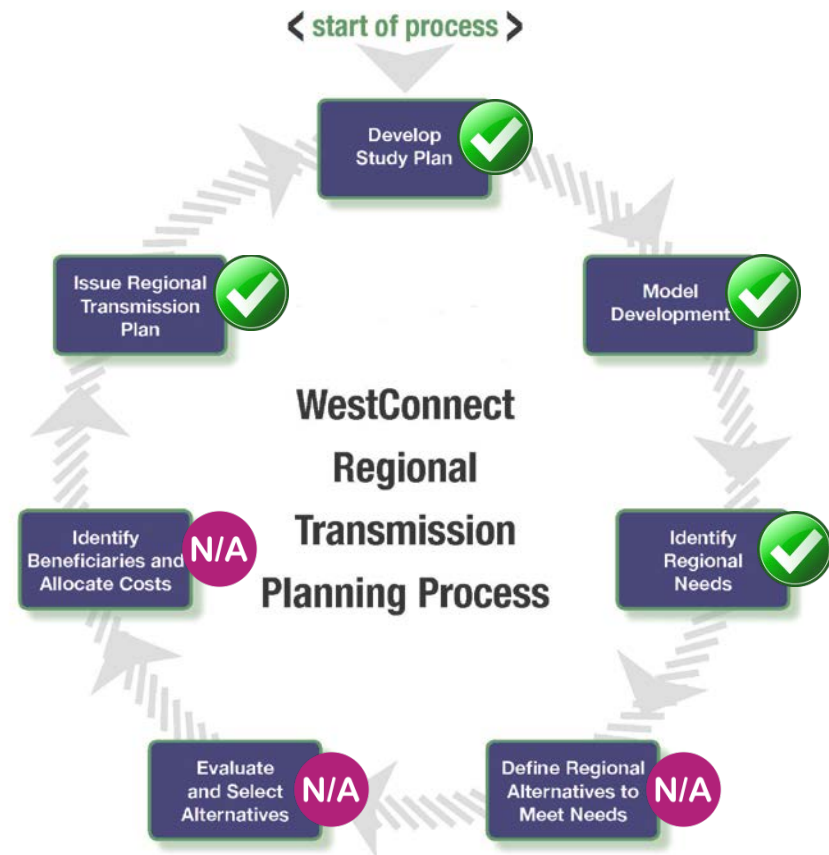 < start of process >
Develop
Study Plan
Model
Development
Identify
Regional
Needs
Define Regional
Alternatives to
Meet Needs
N/A
Evaluate
and Select
Alternatives
N/A
Identify
Beneficiaries and
Allocate Costs
N/A
Issue Regional
Transmission
Plan
WestConnect
Regional
Transmission
Planning Process